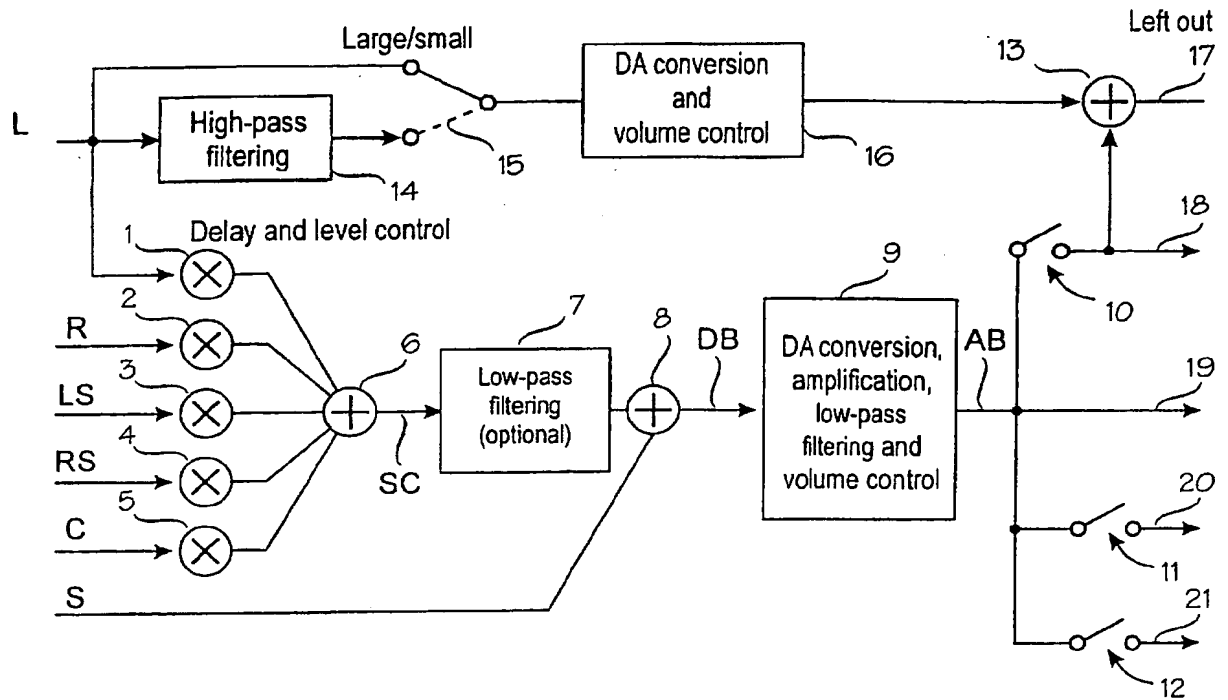 Left out
Large/small
13
17
DA conversion
and
volume control
L
High-pass
filtering
15
16
14
18
1
Delay and level control
9
10
2
R
7
8
6
DB
DA conversion,
amplification,
low-pass
filtering and
volume control
AB
3
LS
Low-pass
filtering
(optional)
19
4
RS
SC
20
5
C
11
S
21
12